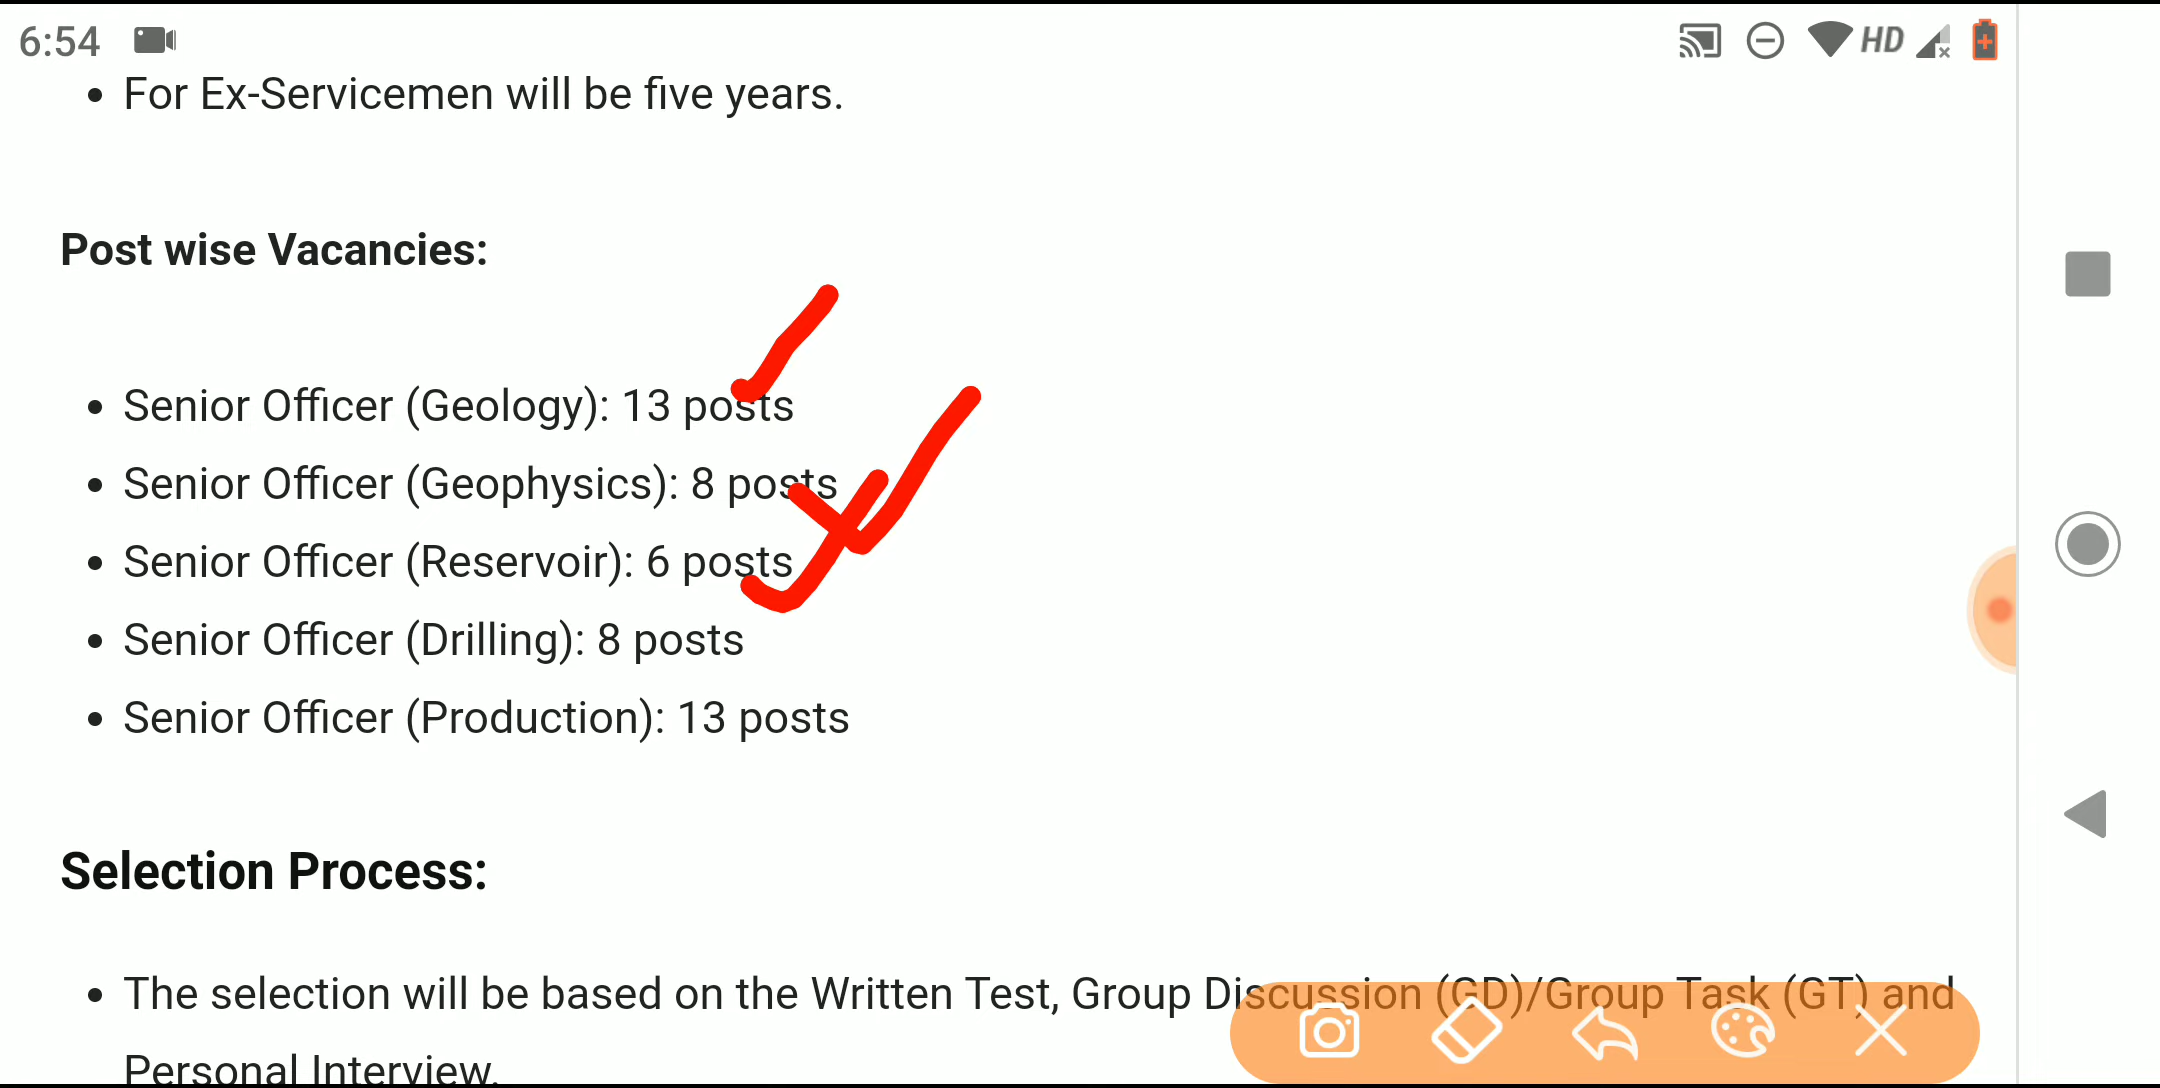 6:54 HD
• For Ex-Servicemen will be five years.
Post wise Vacancies:
• Senior Officer (Geology): 13 posts
• Senior Officer (Geophysics): 8 posts
• Senior Officer (Reservoir): 6 posts
• Senior Officer (Drilling): 8 posts
• Senior Officer (Production): 13 posts
Selection Process:
• The selection will be based on the Written Test, Group Discussion (GD)/Group Task (GT) and
Personal Interview.